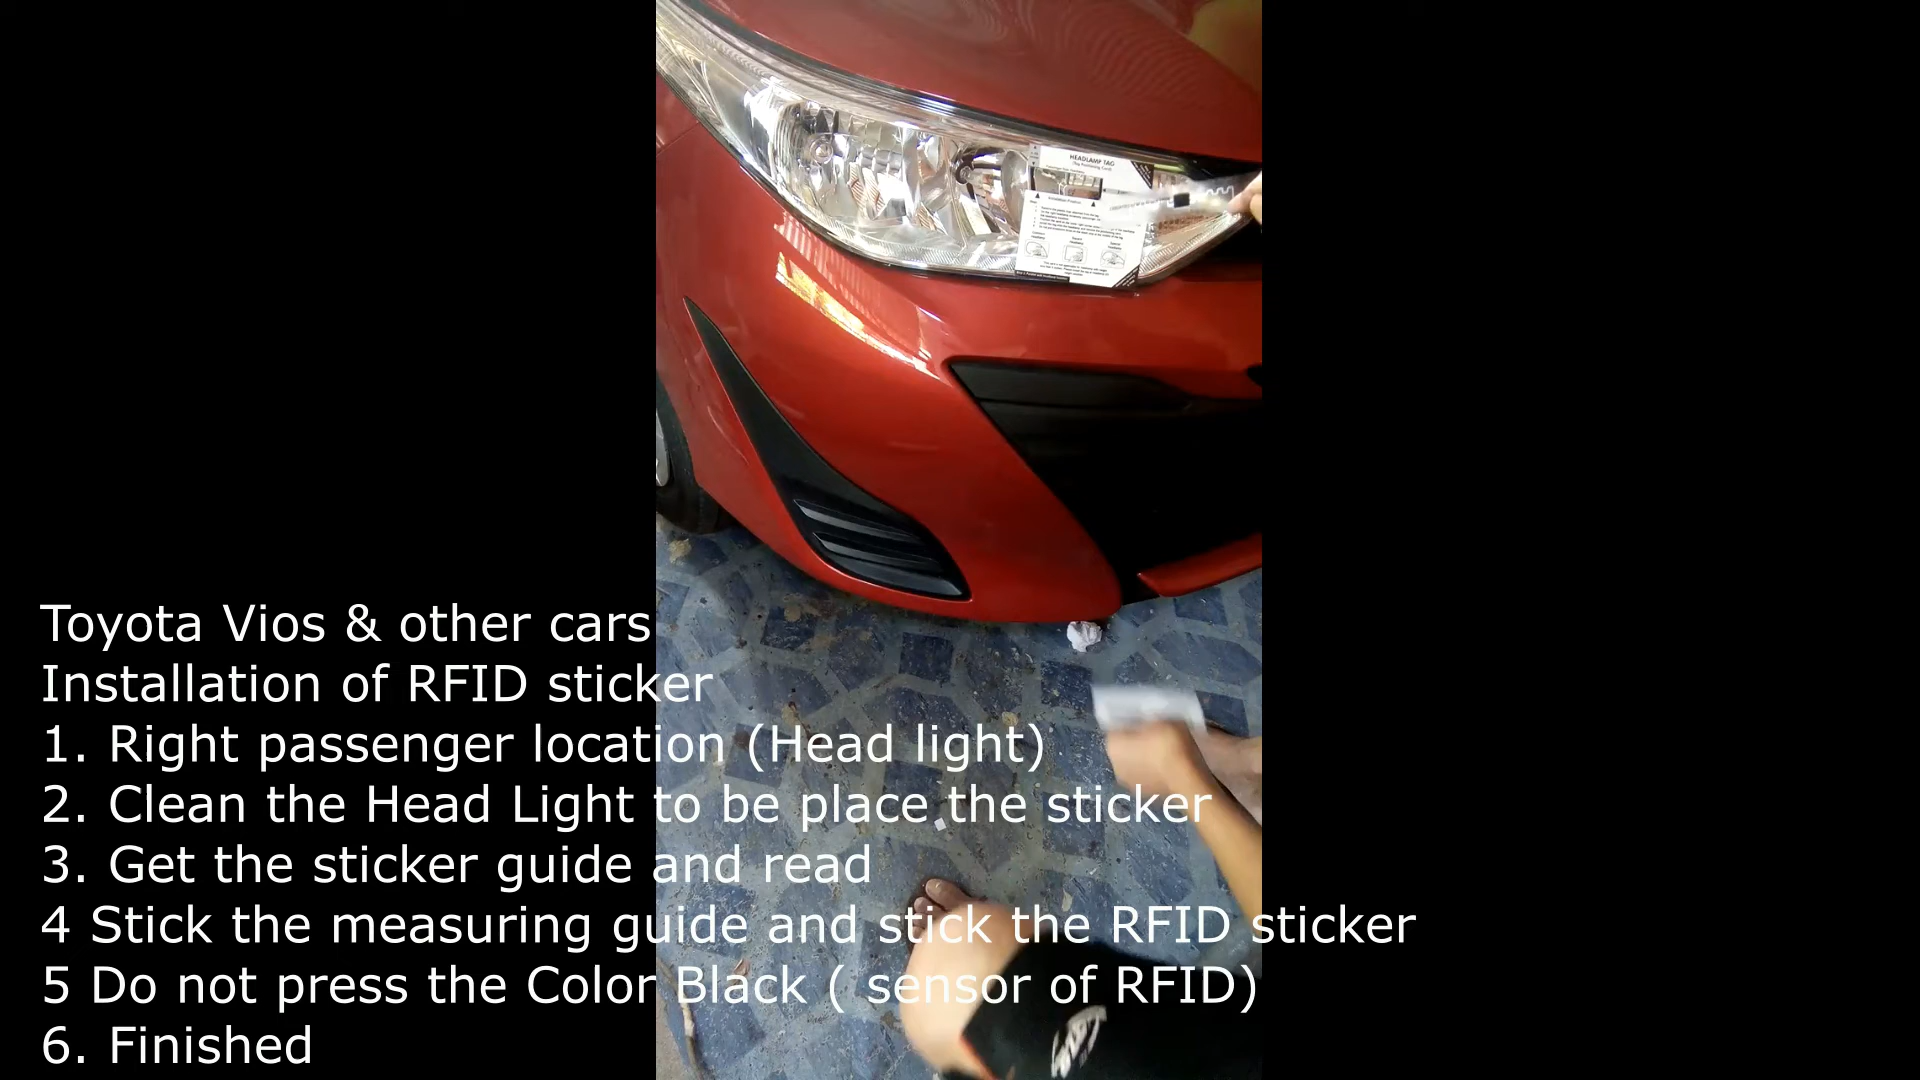 HEADLAMP TAG
Toyota Vios & other cars
Installation of RFID sticker
1. Right passenger location (Head light)
2. Clean the Head Light to be place the sticker
3. Get the sticker guide and read
4 Stick the measuring guide and stick the RFID sticker
5 Do not press the Color Black ( sensor of RFID)
6. Finished